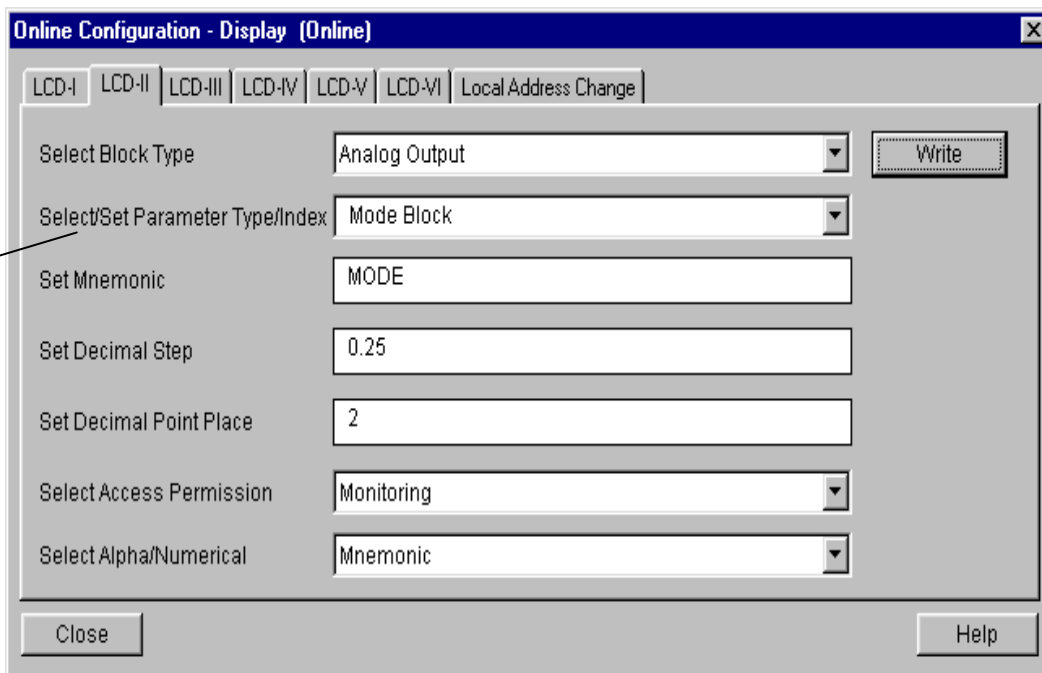 Online Configuration - Display (Online)
LCD-I LCD-II LCD-III LCD-IV LCD-V LCD-VI Local Address Change
Select Block Type Analog Output Write
Select/Set Parameter Type/Index Mode Block
Set Mnemonic MODE
Set Decimal Step 0.25
Set Decimal Point Place 2
Select Access Permission Monitoring
Select Alpha/Numerical Mnemonic
Close Help